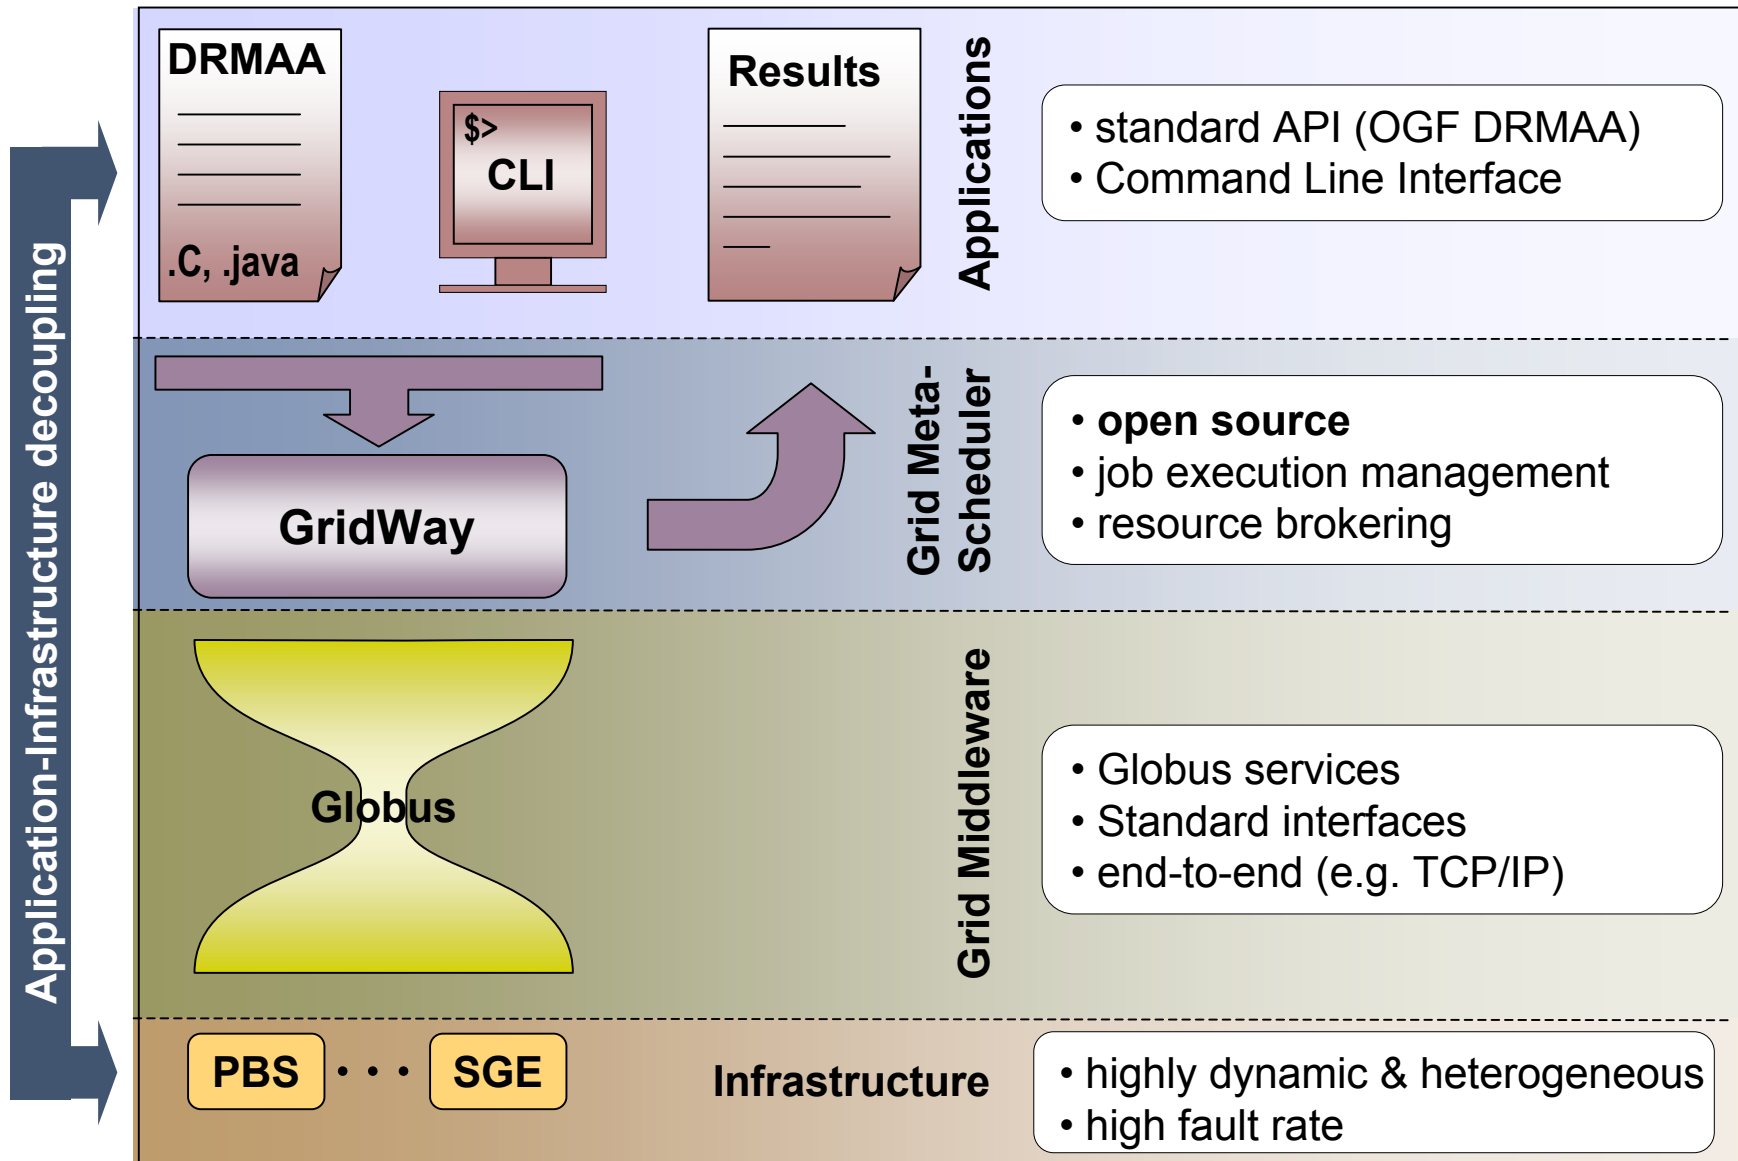 Application-Infrastructure decoupling
DRMAA
.C, .java
$>
CLI
Results
Applications
• standard API (OGF DRMAA)
• Command Line Interface
GridWay
Grid Meta-
Scheduler
• open source
• job execution management
• resource brokering
Globus
Grid Middleware
• Globus services
• Standard interfaces
• end-to-end (e.g. TCP/IP)
PBS
• • •
SGE
Infrastructure
• highly dynamic & heterogeneous
• high fault rate